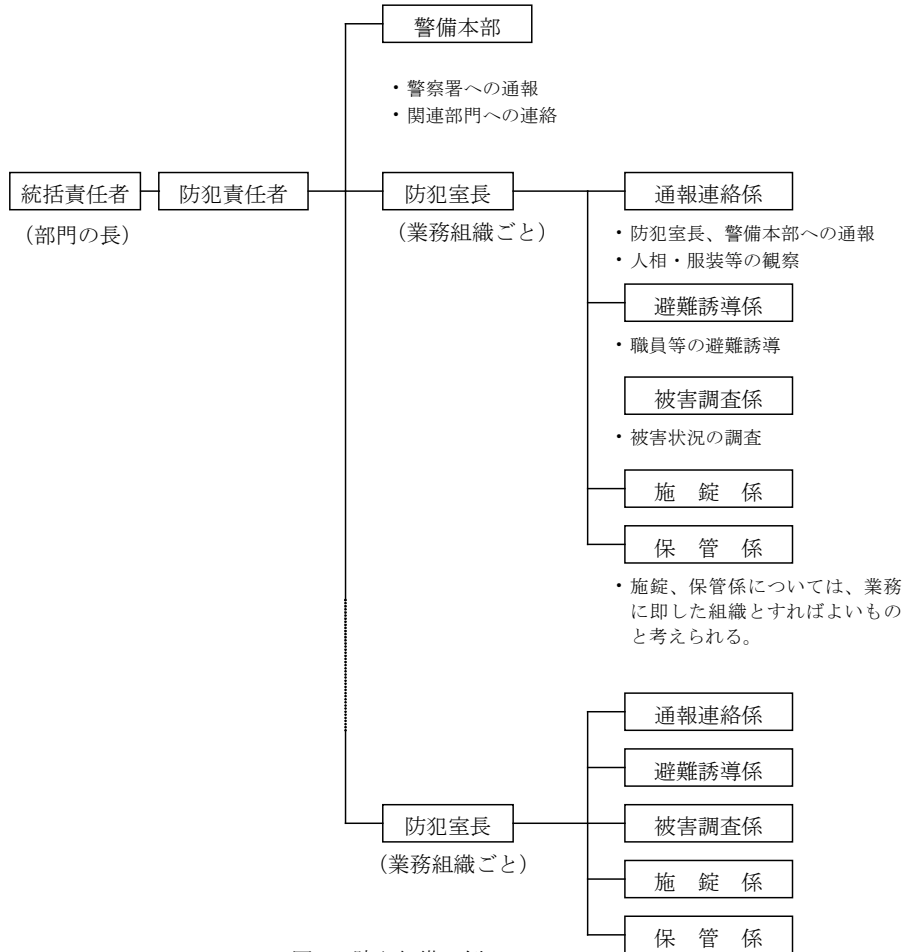 警備本部
・警察署への通報
・関連部門への連絡
統括責任者
防犯責任者
防犯室長
通報連絡係
(部門の長)
(業務組織ごと)
・防犯室長、警備本部への通報
・人相・服装等の観察
避難誘導係
・職員等の避難誘導
被害調査係
・被害状況の調査
施 錠 係
保 管 係
・施錠、保管係については、業務
に即した組織とすればよいもの
と考えられる。
通報連絡係
避難誘導係
防犯室長
被害調査係
(業務組織ごと)
施 錠 係
保 管 係